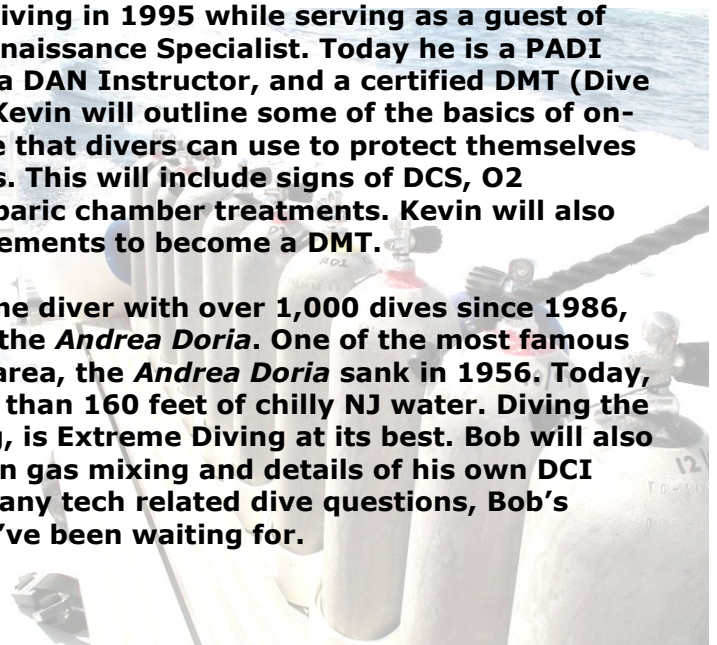 iving in 1995 while serving as a guest of
naissance Specialist. Today he is a PADI
a DAN Instructor, and a certified DMT (Dive
Kevin will outline some of the basics of on-
e that divers can use to protect themselves
s. This will include signs of DCS, O2
baric chamber treatments. Kevin will also
ements to become a DMT.
ne diver with over 1,000 dives since 1986,
the Andrea Doria. One of the most famous
area, the Andrea Doria sank in 1956. Today,
than 160 feet of chilly NJ water. Diving the
g, is Extreme Diving at its best. Bob will also
n gas mixing and details of his own DCI
any tech related dive questions, Bob’s
’ve been waiting for.